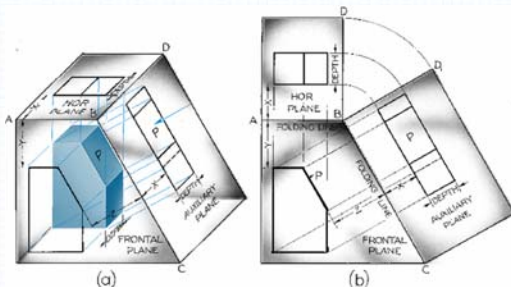 D
X
HOR
PLANE
DEPTH
A
B
P
Y
P
X
DEPTH
AUXILIARY
PLANE
FRONTAL
PLANE
C
(a)
D
X
DEPTH
HOR
PLANE
A
B
FOLDING LINE
D
Y
P
P
FOLDING LINE
X
Z
DEPTH
AUXILIARY
PLANE
FRONTAL
PLANE
C
(b)